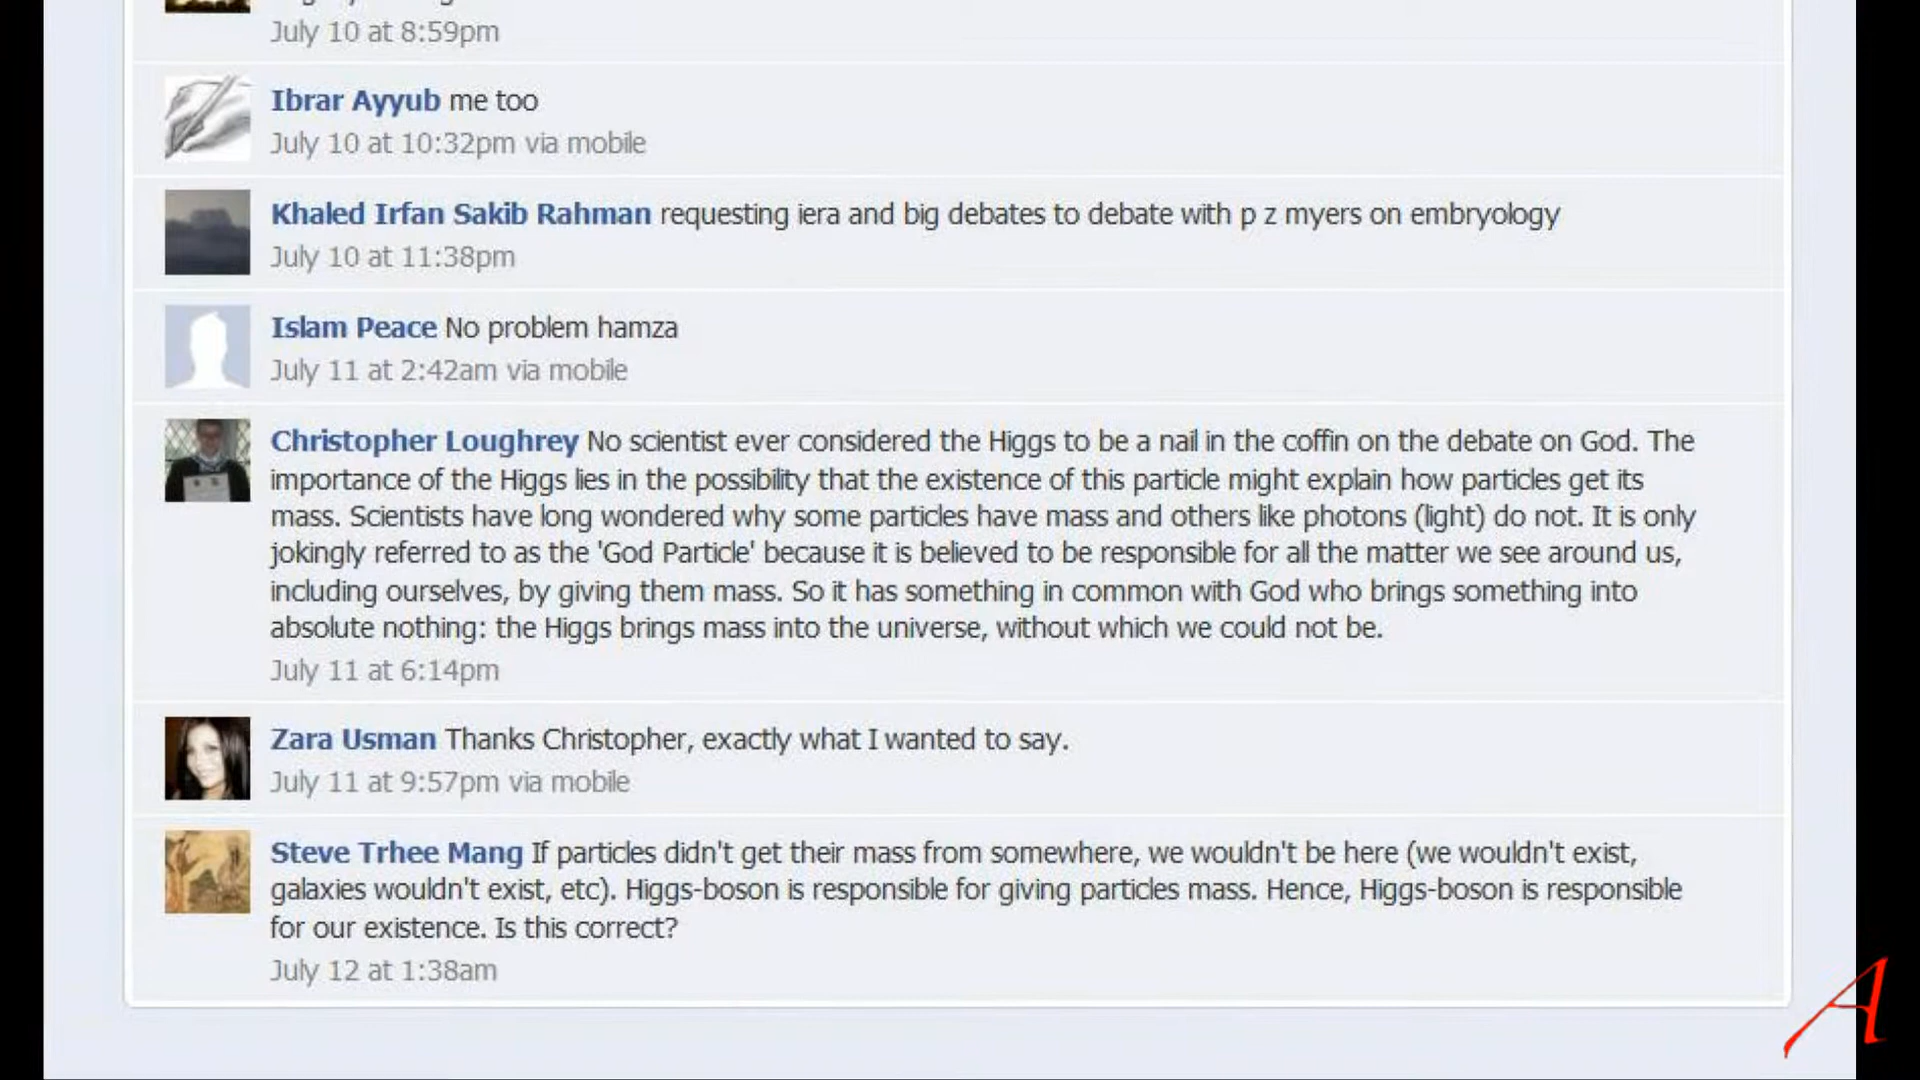 July 10 at 8:59pm
Ibrar Ayyub me too
July 10 at 10:32pm via mobile
Khaled Irfan Sakib Rahman requesting iera and big debates to debate with p z myers on embryology
July 10 at 11:38pm
Islam Peace No problem hamza
July 11 at 2:42am via mobile
Christopher Loughrey No scientist ever considered the Higgs to be a nail in the coffin on the debate on God. The
importance of the Higgs lies in the possibility that the existence of this particle might explain how particles get its
mass. Scientists have long wondered why some particles have mass and others like photons (light) do not. It is only
jokingly referred to as the 'God Particle' because it is believed to be responsible for all the matter we see around us,
including ourselves, by giving them mass. So it has something in common with God who brings something into
absolute nothing: the Higgs brings mass into the universe, without which we could not be.
July 11 at 6:14pm
Zara Usman Thanks Christopher, exactly what I wanted to say.
July 11 at 9:57pm via mobile
Steve Trhee Mang If particles didn't get their mass from somewhere, we wouldn't be here (we wouldn't exist,
galaxies wouldn't exist, etc). Higgs-boson is responsible for giving particles mass. Hence, Higgs-boson is responsible
for our existence. Is this correct?
July 12 at 1:38am
A